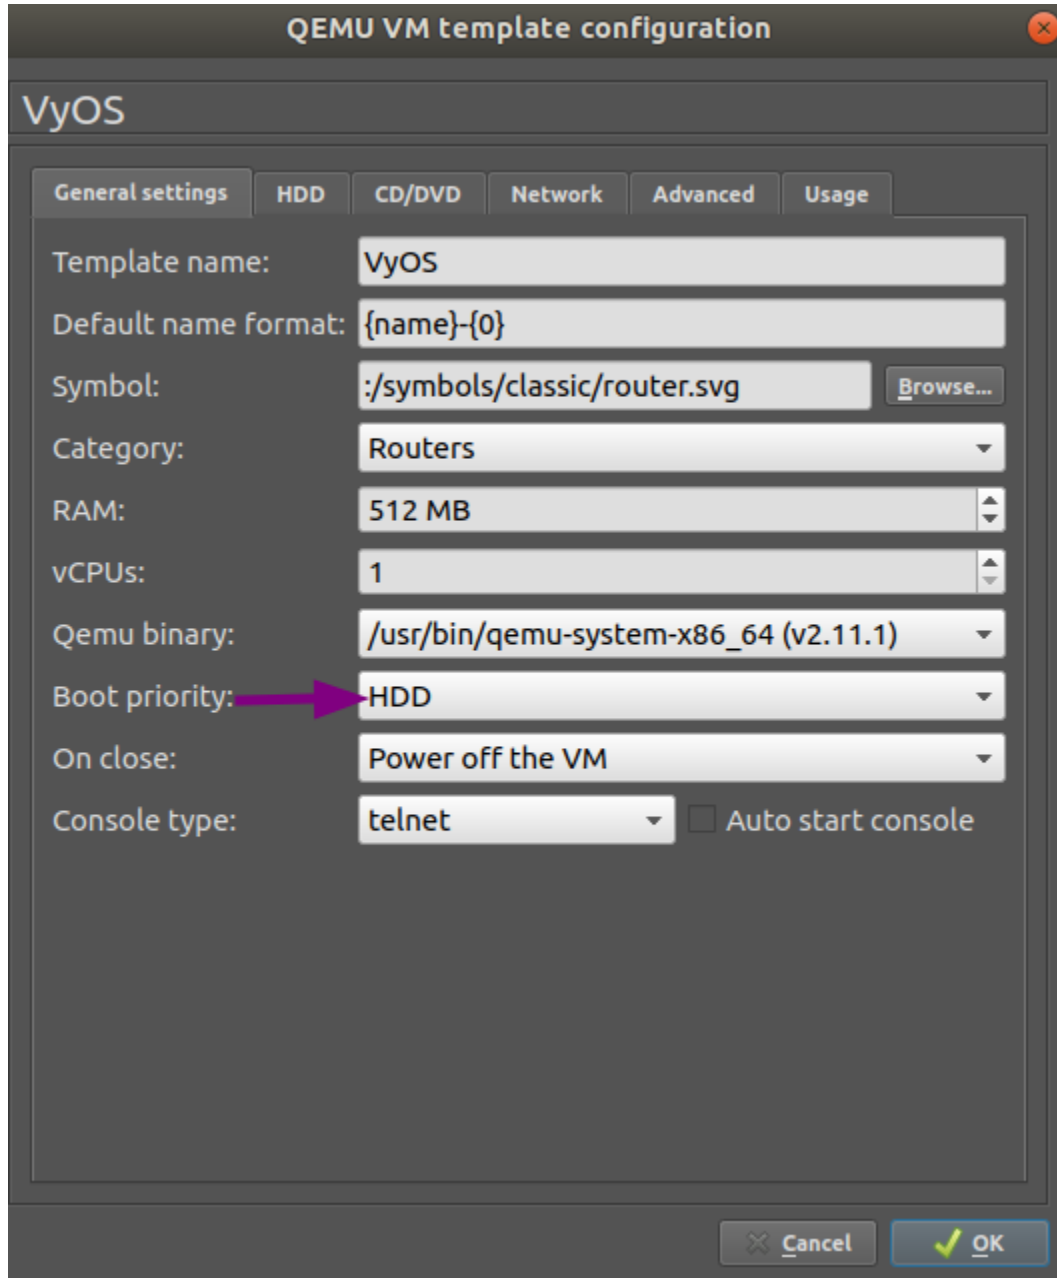 QEMU VM template configuration
VyOS
General settings HDD CD/DVD Network Advanced Usage
Template name: VyOS
Default name format: {name}-{0}
Symbol: :/symbols/classic/router.svg Browse...
Category: Routers
RAM: 512 MB
vCPUs: 1
Qemu binary: /usr/bin/qemu-system-x86_64 (v2.11.1)
Boot priority: HDD
On close: Power off the VM
Console type: telnet Auto start console
Cancel OK